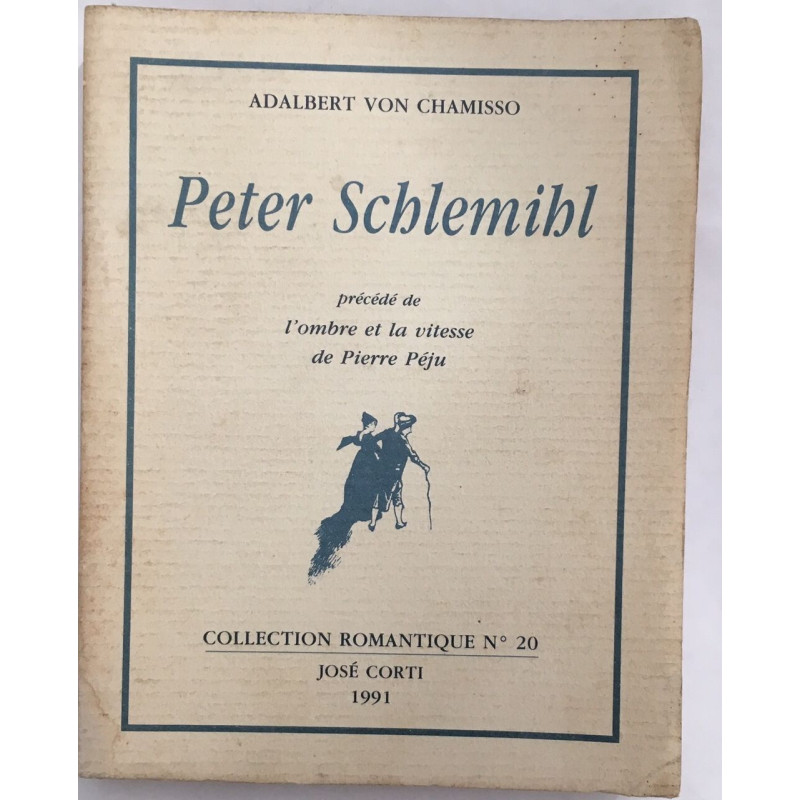 ADALBERT VON CHAMISSO
Peter Schlemihl
précédé de
l'ombre et la vitesse
de Pierre Péju
COLLECTION ROMANTIQUE N° 20
JOSÉ CORTI
1991